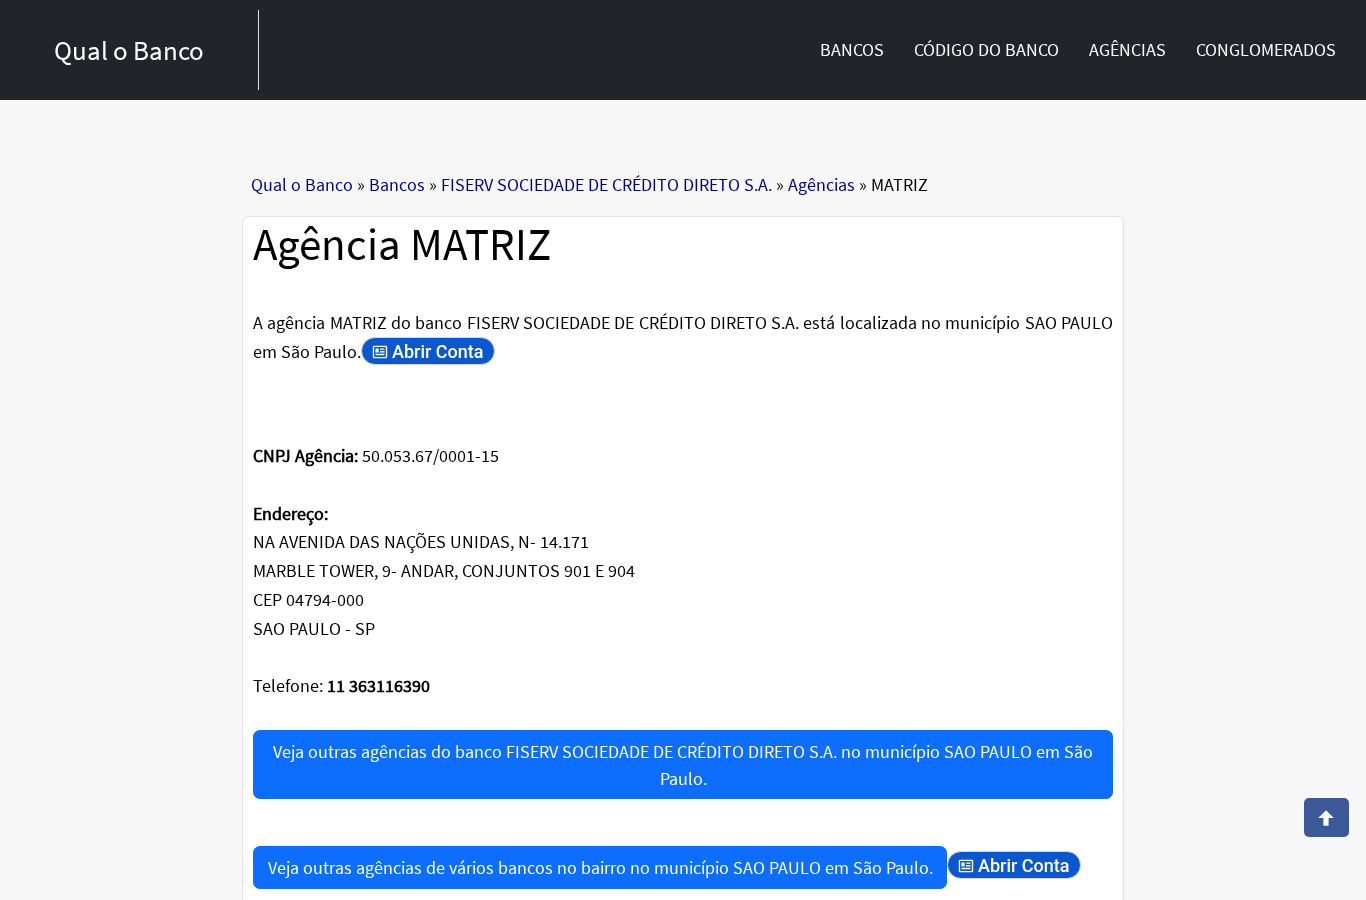 Qual o Banco
BANCOS CÓDIGO DO BANCO AGÊNCIAS CONGLOMERADOS
Qual o Banco » Bancos » FISERV SOCIEDADE DE CRÉDITO DIRETO S.A. » Agências » MATRIZ
Agência MATRIZ
A agência MATRIZ do banco FISERV SOCIEDADE DE CRÉDITO DIRETO S.A. está localizada no município SAO PAULO
em São Paulo. Abrir Conta
CNPJ Agência: 50.053.67/0001-15
Endereço:
NA AVENIDA DAS NAÇÕES UNIDAS, N- 14.171
MARBLE TOWER, 9- ANDAR, CONJUNTOS 901 E 904
CEP 04794-000
SAO PAULO - SP
Telefone: 11 363116390
Veja outras agências do banco FISERV SOCIEDADE DE CRÉDITO DIRETO S.A. no município SAO PAULO em São
Paulo.
Veja outras agências de vários bancos no bairro no município SAO PAULO em São Paulo. Abrir Conta